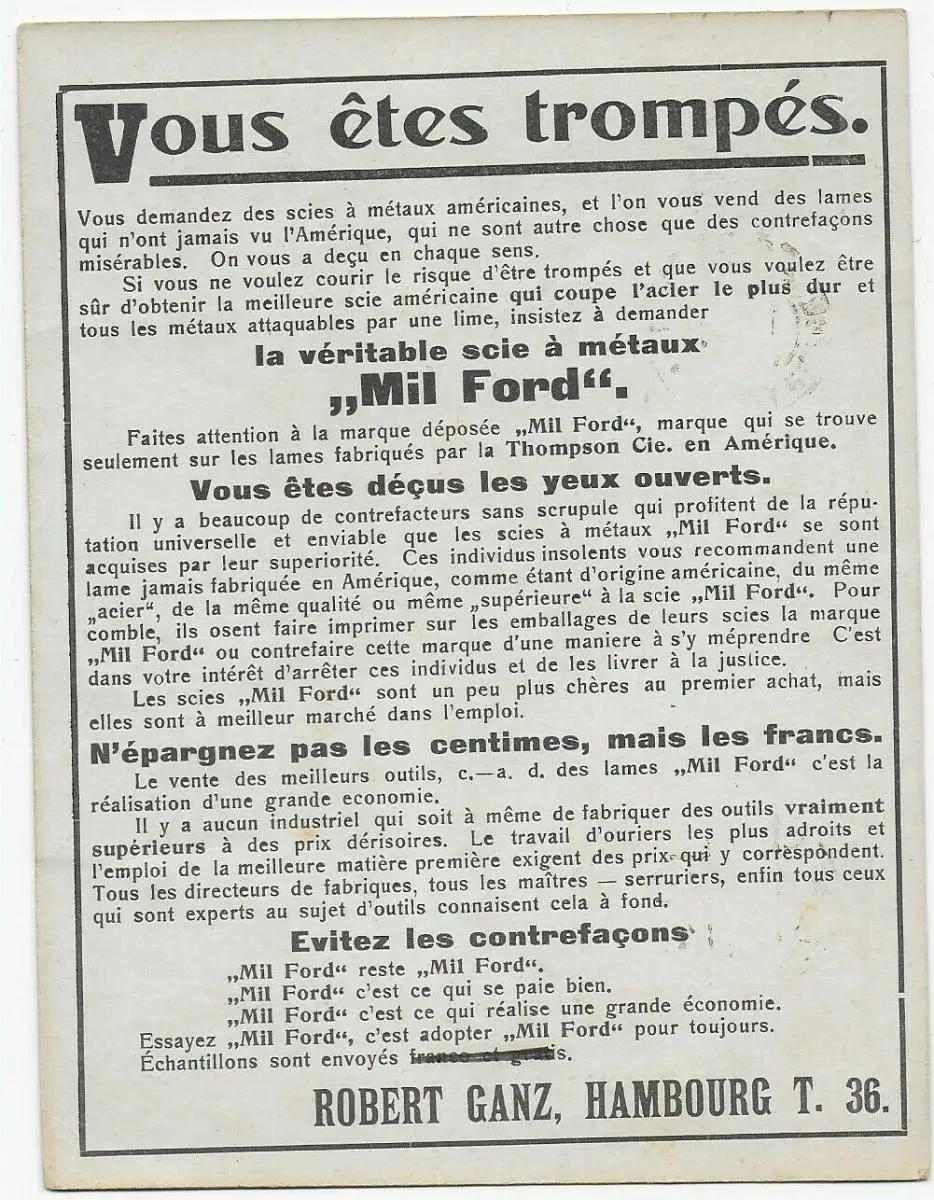 Vous êtes trompés.
Vous demandez des scies à métaux américaines, et l'on vous vend des lames
qui n'ont jamais vu l'Amérique, qui ne sont autre chose que des contrefaçons
misérables. On vous a deçu en chaque sens.
Si vous ne voulez courir le risque d'être trompés et que vous voulez être
sûr d'obtenir la meilleure scie américaine qui coupe l'acier le plus dur et
tous les métaux attaquables par une lime, insistez à demander
la véritable scie à métaux
„Mil Ford“.
Faites attention à la marque déposée „Mil Ford“, marque qui se trouve
seulement sur les lames fabriqués par la Thompson Cie. en Amérique.
Vous êtes déçus les yeux ouverts.
Il y a beaucoup de contrefacteurs sans scrupule qui profitent de la répu-
tation universelle et enviable que les scies à métaux „Mil Ford“ se sont
acquises par leur superiorité. Ces individus insolents vous recommandent une
lame jamais fabriquée en Amérique, comme étant d'origine américaine, du même
„acier“, de la même qualité ou même „supérieure“ à la scie „Mil Ford“. Pour
comble, ils osent faire imprimer sur les emballages de leurs scies la marque
„Mil Ford“ ou contrefaire cette marque d'une maniere à s'y méprendre C'est
dans votre intérêt d'arrêter ces individus et de les livrer à la justice.
Les scies „Mil Ford“ sont un peu plus chères au premier achat, mais
elles sont à meilleur marché dans l'emploi.
N'épargnez pas les centimes, mais les francs.
Le vente des meilleurs outils, c.—a. d. des lames „Mil Ford“ c'est la
réalisation d'une grande economie.
Il y a aucun industriel qui soit à même de fabriquer des outils vraiment
supérieurs à des prix dérisoires. Le travail d'ouriers les plus adroits et
l'emploi de la meilleure matière première exigent des prix qui y correspondent.
Tous les directeurs de fabriques, tous les maîtres — serruriers, enfin tous ceux
qui sont experts au sujet d'outils connaisent cela à fond.
Evitez les contrefaçons
„Mil Ford“ reste „Mil Ford“.
„Mil Ford“ c'est ce qui se paie bien.
„Mil Ford“ c'est ce qui réalise une grande économie.
Essayez „Mil Ford“, c'est adopter „Mil Ford“ pour toujours.
Échantillons sont envoyés franco et gratis.
ROBERT GANZ, HAMBOURG T. 36.